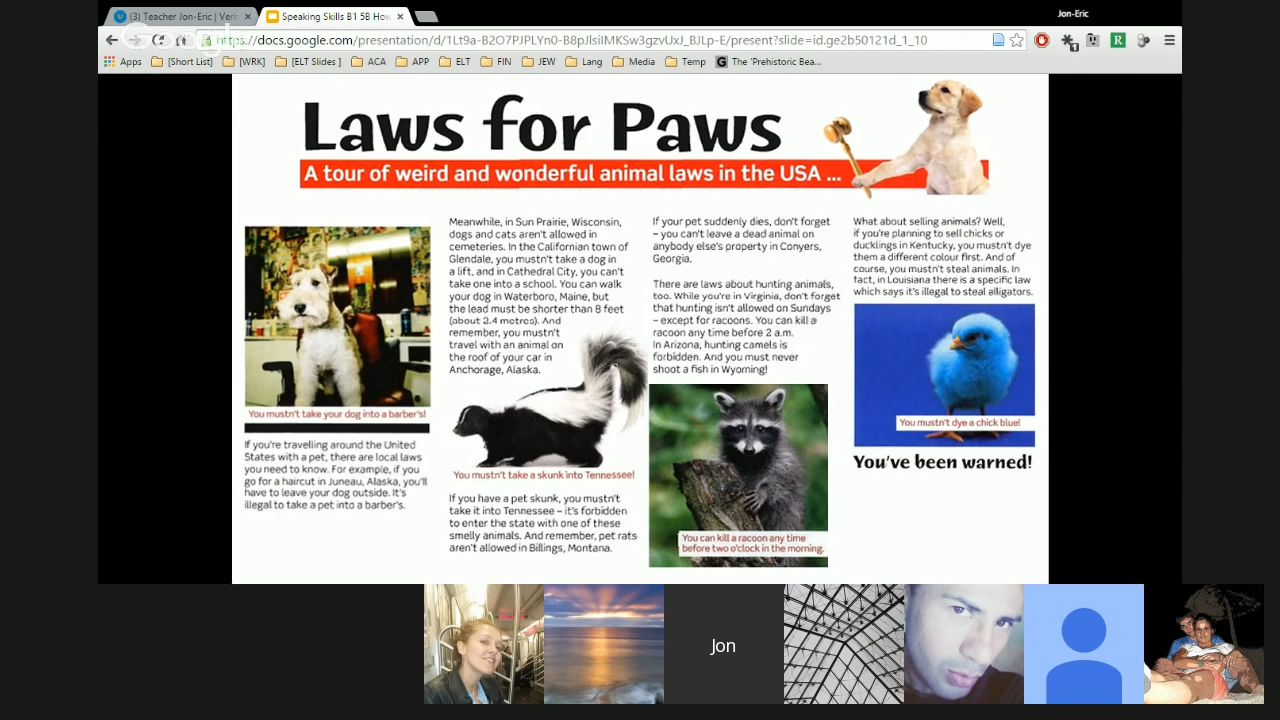 Jon-Eric
(3) Teacher Jon-Eric | Verb
Speaking Skills B1 5B How
https://docs.google.com/presentation/d/1Lt9a-B2O7PJPLYn0-B8pJlsiIMKSw3gzvUxJ_BJLp-E/present?slide=id.ge2b50121d_1_10
Apps [Short List] [WRK] [ELT Slides ] ACA APP ELT FIN JEW Lang Media Temp The 'Prehistoric Bea...
Laws for Paws
A tour of weird and wonderful animal laws in the USA ...
You mustn't take your dog into a barber's!
If you're travelling around the United
States with a pet, there are local laws
you need to know. For example, if you
go for a haircut in Juneau, Alaska, you'll
have to leave your dog outside. It's
illegal to take a pet into a barber's.
Meanwhile, in Sun Prairie, Wisconsin,
dogs and cats aren't allowed in
cemeteries. In the Californian town of
Glendale, you mustn't take a dog in
a lift, and in Cathedral City, you can't
take one into a school. You can walk
your dog in Waterboro, Maine, but
the lead must be shorter than 8 feet
(about 2.4 metres). And
remember, you mustn't
travel with an animal on
the roof of your car in
Anchorage, Alaska.
You mustn't take a skunk into Tennessee!
If you have a pet skunk, you mustn't
take it into Tennessee – it's forbidden
to enter the state with one of these
smelly animals. And remember, pet rats
aren't allowed in Billings, Montana.
If your pet suddenly dies, don't forget
– you can't leave a dead animal on
anybody else's property in Conyers,
Georgia.
There are laws about hunting animals,
too. While you're in Virginia, don't forget
that hunting isn't allowed on Sundays
– except for racoons. You can kill a
racoon any time before 2 a.m.
In Arizona, hunting camels is
forbidden. And you must never
shoot a fish in Wyoming!
You can kill a racoon any time
before two o'clock in the morning.
What about selling animals? Well,
if you're planning to sell chicks or
ducklings in Kentucky, you mustn't dye
them a different colour first. And of
course, you mustn't steal animals. In
fact, in Louisiana there is a specific law
which says it's illegal to steal alligators.
You mustn't dye a chick blue!
You've been warned!
Jon